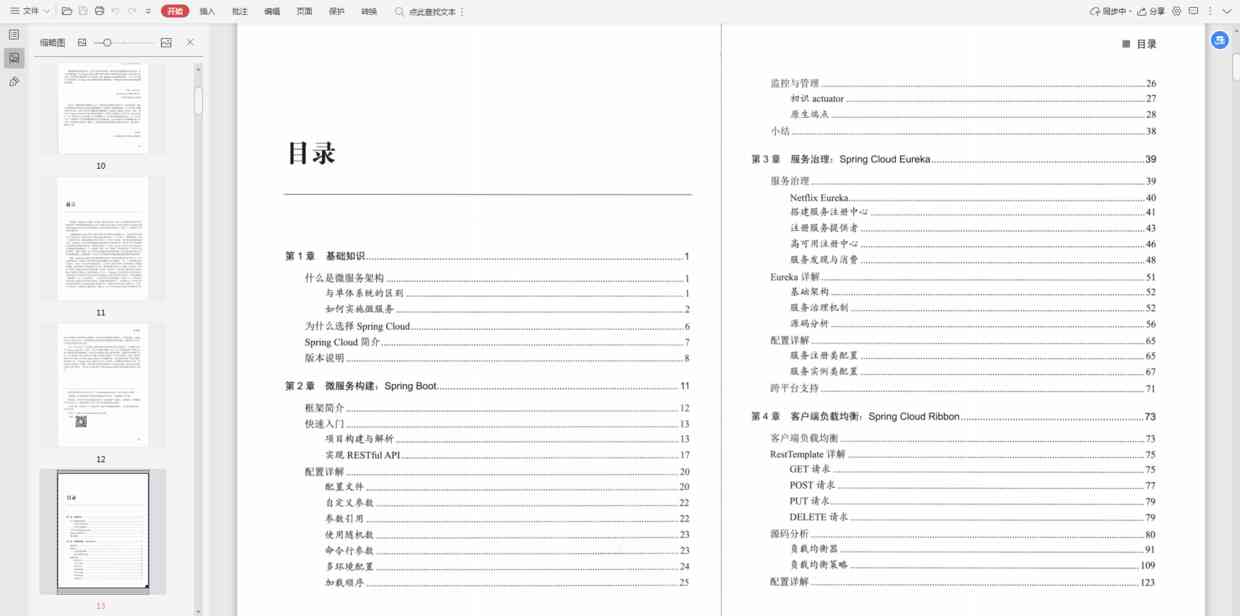 文件
开始
插入
批注
编辑
页面
保护
转换
点此查找文本
同步中
分享
缩略图
10
11
12
13
目录
第 1 章 基础知识 1
什么是微服务架构 1
与单体系统的区别 1
如何实施微服务 2
为什么选择 Spring Cloud 6
Spring Cloud 简介 7
版本说明 8
第 2 章 微服务构建：Spring Boot 11
框架简介 12
快速入门 13
项目构建与解析 13
实现 RESTful API 17
配置详解 20
配置文件 20
自定义参数 22
参数引用 22
使用随机数 23
命令行参数 23
多环境配置 24
加载顺序 25
目录
监控与管理 26
初识 actuator 27
原生端点 28
小结 38
第 3 章 服务治理：Spring Cloud Eureka 39
服务治理 39
Netflix Eureka 40
搭建服务注册中心 41
注册服务提供者 43
高可用注册中心 46
服务发现与消费 48
Eureka 详解 51
基础架构 52
服务治理机制 52
源码分析 56
配置详解 65
服务注册类配置 65
服务实例类配置 67
跨平台支持 71
第 4 章 客户端负载均衡：Spring Cloud Ribbon 73
客户端负载均衡 73
RestTemplate 详解 75
GET 请求 75
POST 请求 77
PUT 请求 79
DELETE 请求 79
源码分析 80
负载均衡器 91
负载均衡策略 109
配置详解 123